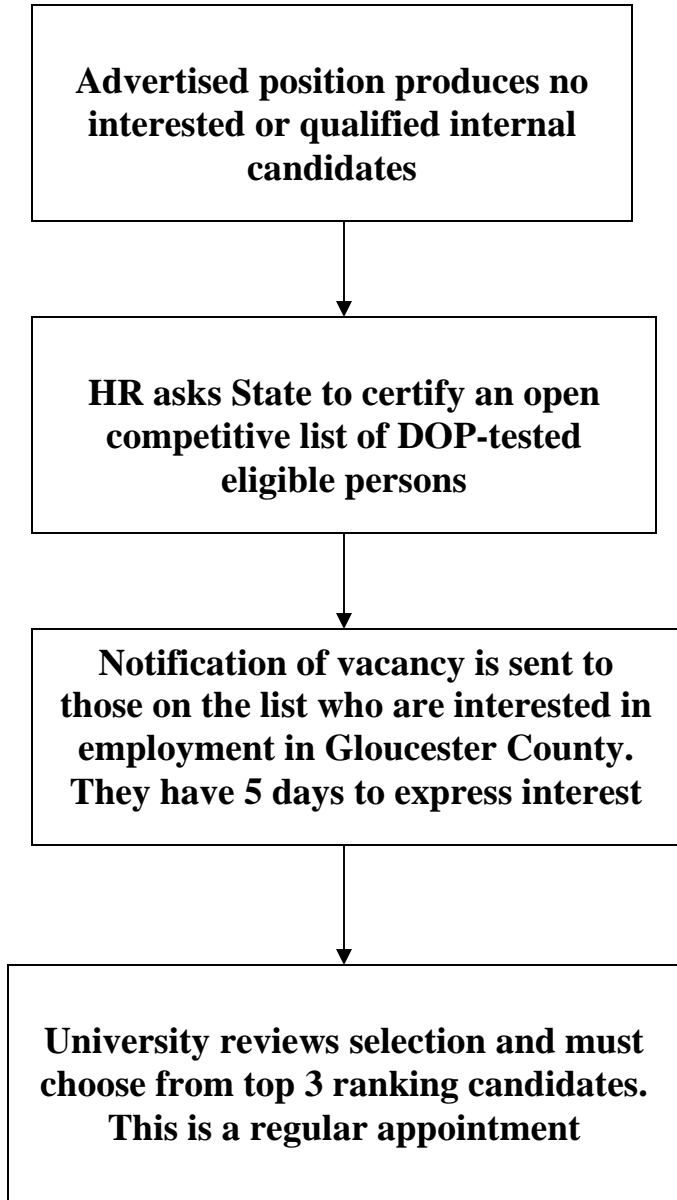 Advertised position produces no
interested or qualified internal
candidates
HR asks State to certify an open
competitive list of DOP-tested
eligible persons
Notification of vacancy is sent to
those on the list who are interested in
employment in Gloucester County.
They have 5 days to express interest
University reviews selection and must
choose from top 3 ranking candidates.
This is a regular appointment